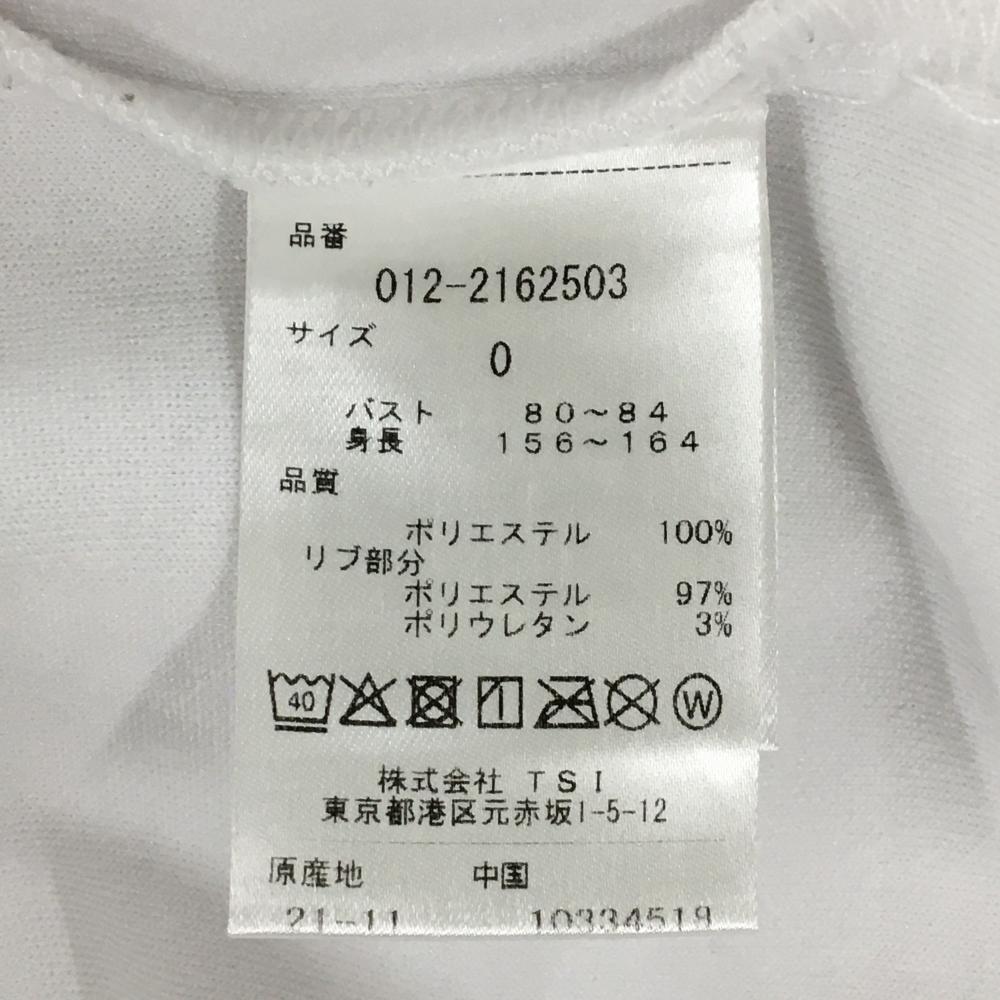 品番
012-2162503
サイズ
0
バスト 80～84
身長 156～164
品質
ポリエステル 100%
リブ部分
ポリエステル 97%
ポリウレタン 3%
40 W
株式会社 TSI
東京都港区元赤坂1-5-12
原産地 中国
21-11 10334519